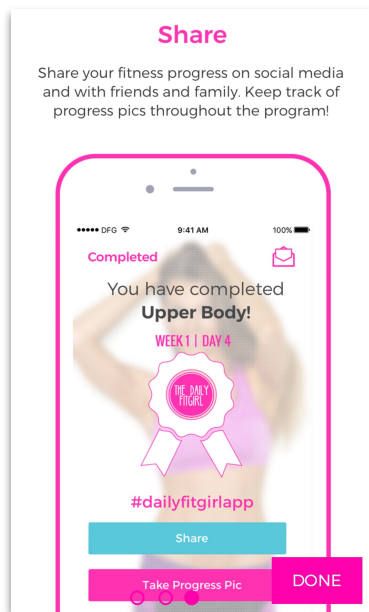 Share
Share your fitness progress on social media
and with friends and family. Keep track of
progress pics throughout the program!
DFG 9:41 AM 100%
Completed
You have completed
Upper Body!
WEEK 1 | DAY 4
THE DAILY
FITGIRL
#dailyfitgirlapp
Share
Take Progress Pic
DONE